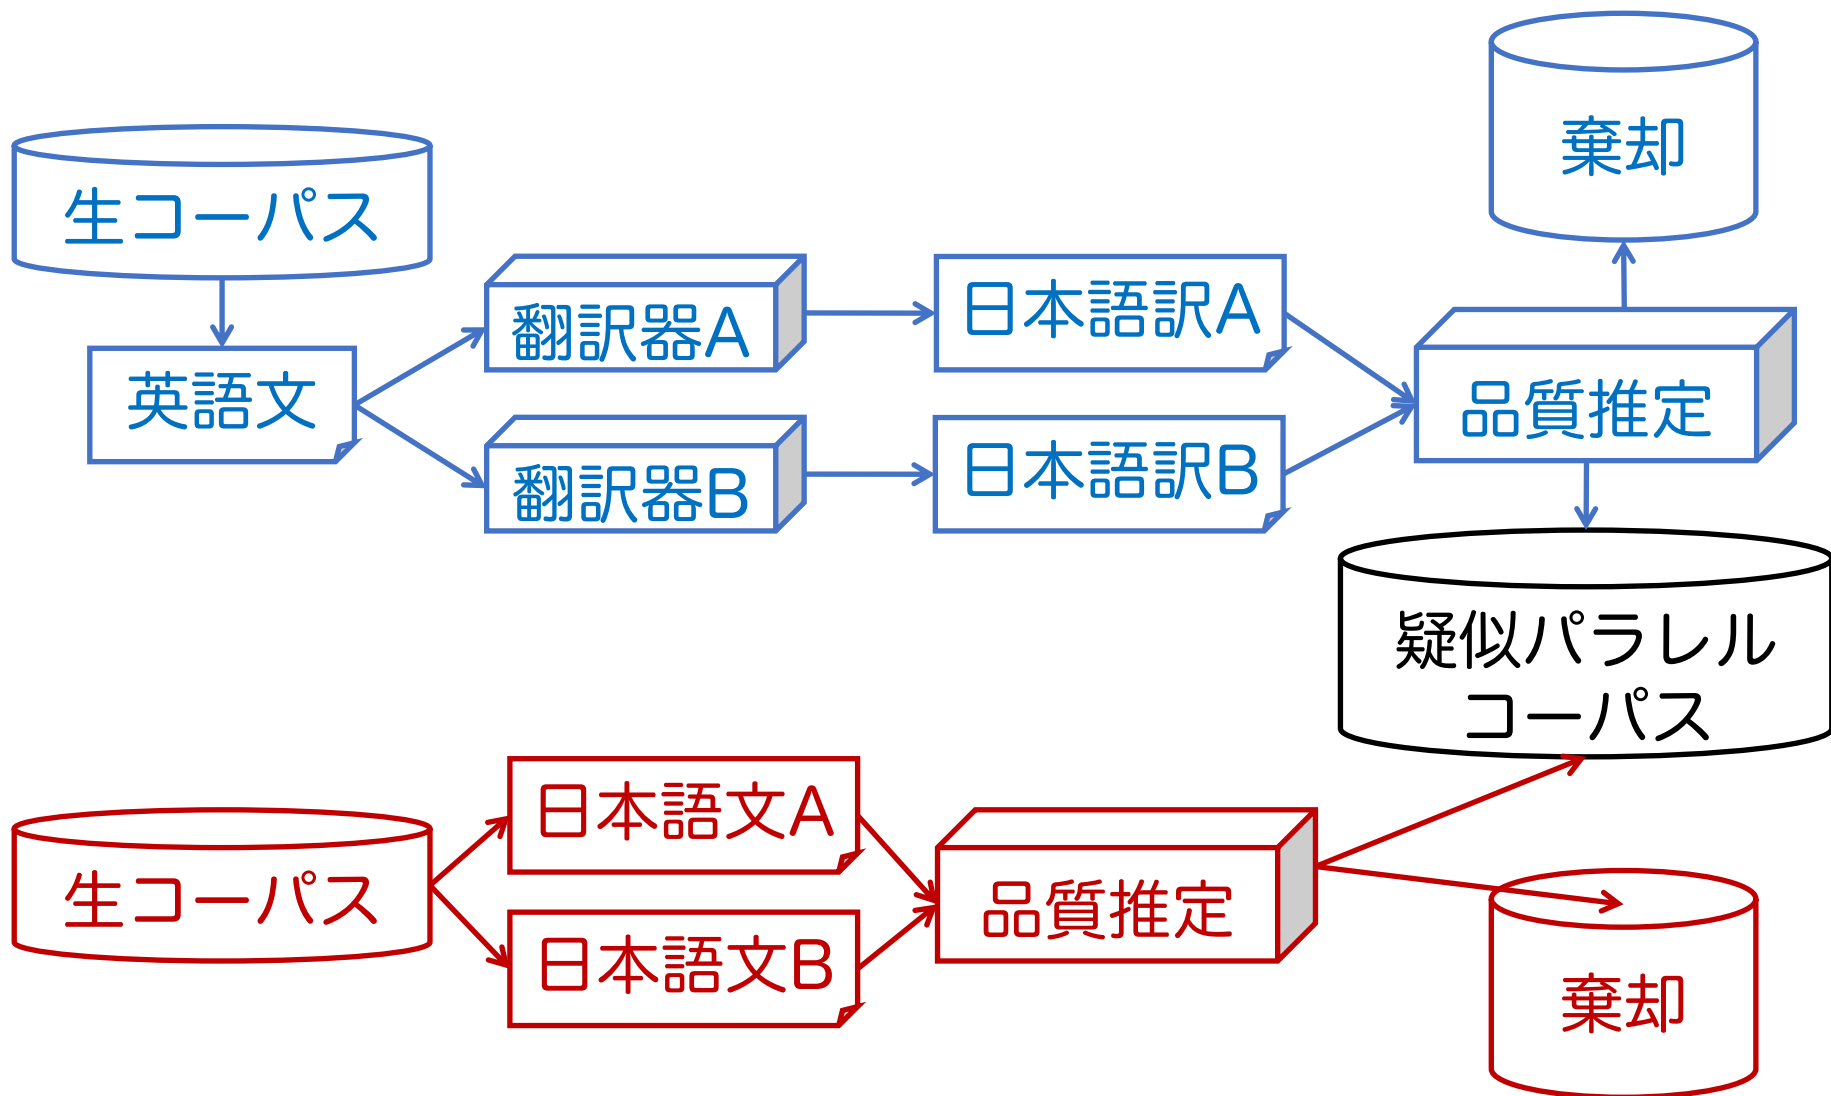 生コーパス
英語文
翻訳器A
翻訳器B
日本語訳A
日本語訳B
品質推定
棄却
疑似パラレル
コーパス
生コーパス
日本語文A
日本語文B
品質推定
棄却